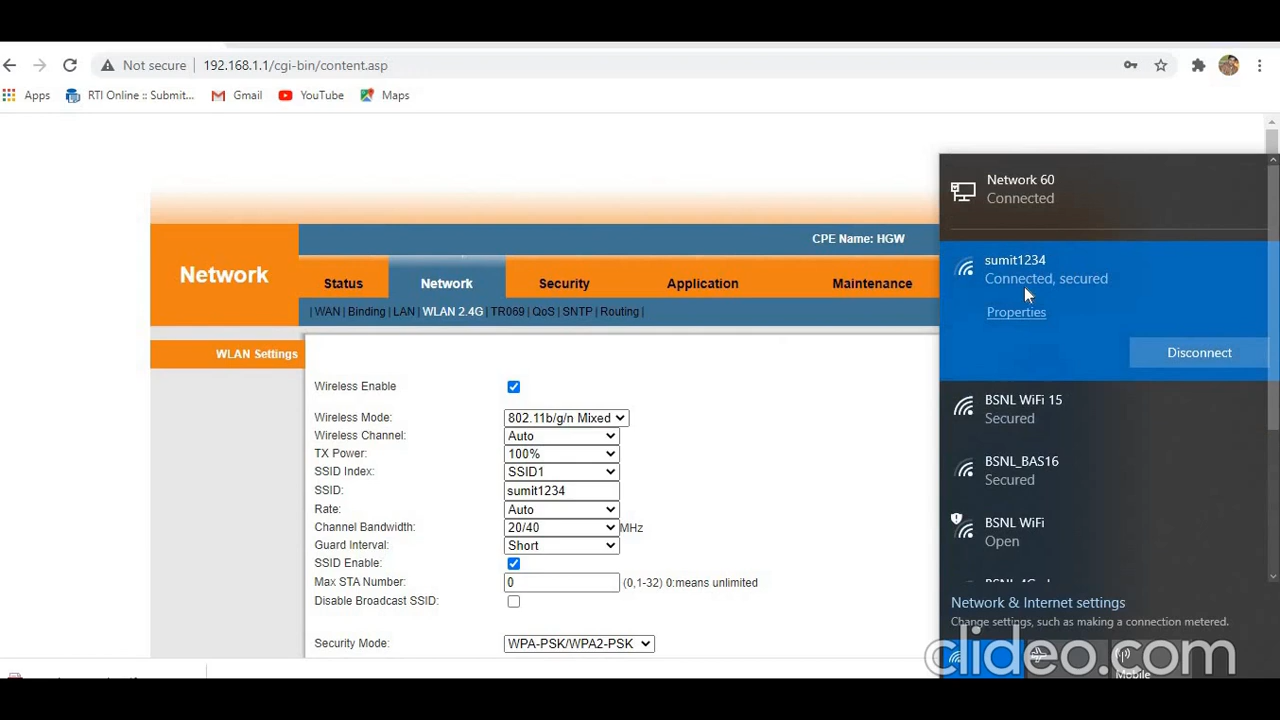 Not secure | 192.168.1.1/cgi-bin/content.asp
Apps RTI Online :: Submit... Gmail YouTube Maps
CPE Name: HGW
Network
Status Network Security Application Maintenance
| WAN | Binding | LAN | WLAN 2.4G | TR069 | QoS | SNTP | Routing |
WLAN Settings
Wireless Enable
Wireless Mode: 802.11b/g/n Mixed
Wireless Channel: Auto
TX Power: 100%
SSID Index: SSID1
SSID: sumit1234
Rate: Auto
Channel Bandwidth: 20/40 MHz
Guard Interval: Short
SSID Enable:
Max STA Number: 0 (0,1-32) 0:means unlimited
Disable Broadcast SSID:
Security Mode: WPA-PSK/WPA2-PSK
Network 60
Connected
sumit1234
Connected, secured
Properties
Disconnect
BSNL WiFi 15
Secured
BSNL_BAS16
Secured
BSNL WiFi
Open
Network & Internet settings
Change settings, such as making a connection metered.
clideo.com
Mobile